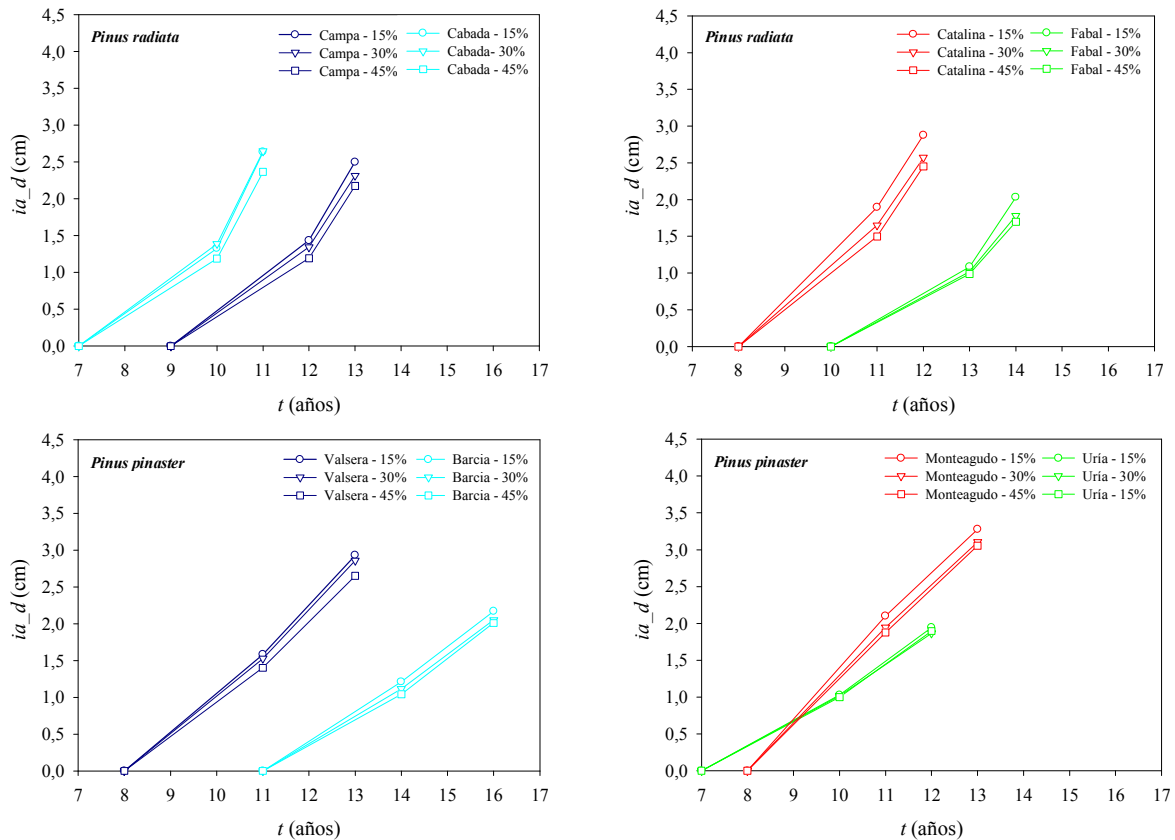 4,5
4,0
3,5
3,0
2,5
2,0
1,5
1,0
0,5
0,0
ia_d (cm)
Pinus radiata
Campa - 15% Cabada - 15%
Campa - 30% Cabada- 30%
Campa - 45% Cabada - 45%
7 8 9 10 11 12 13 14 15 16 17
t (años)
4,5
4,0
3,5
3,0
2,5
2,0
1,5
1,0
0,5
0,0
ia_d (cm)
Pinus radiata
Catalina - 15% Fabal - 15%
Catalina - 30% Fabal - 30%
Catalina - 45% Fabal - 45%
7 8 9 10 11 12 13 14 15 16 17
t (años)
4,5
4,0
3,5
3,0
2,5
2,0
1,5
1,0
0,5
0,0
ia_d (cm)
Pinus pinaster
Valsera - 15% Barcia - 15%
Valsera - 30% Barcia - 30%
Valsera - 45% Barcia - 45%
7 8 9 10 11 12 13 14 15 16 17
t (años)
4,5
4,0
3,5
3,0
2,5
2,0
1,5
1,0
0,5
0,0
ia_d (cm)
Pinus pinaster
Monteagudo - 15% Uría - 15%
Monteagudo - 30% Uría - 30%
Monteagudo - 45% Uría - 15%
7 8 9 10 11 12 13 14 15 16 17
t (años)